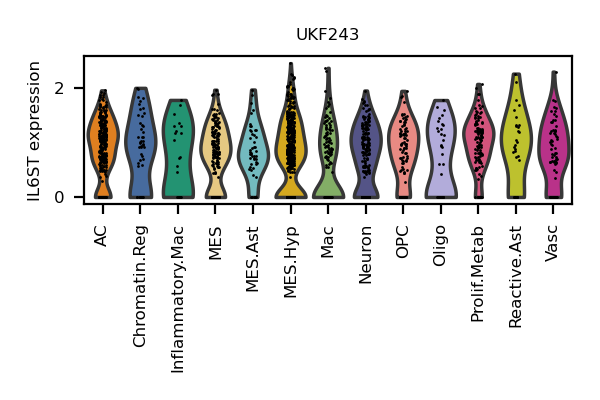 UKF243
IL6ST expression
2
0
AC
Chromatin.Reg
Inflammatory.Mac
MES
MES.Ast
MES.Hyp
Mac
Neuron
OPC
Oligo
Prolif.Metab
Reactive.Ast
Vasc